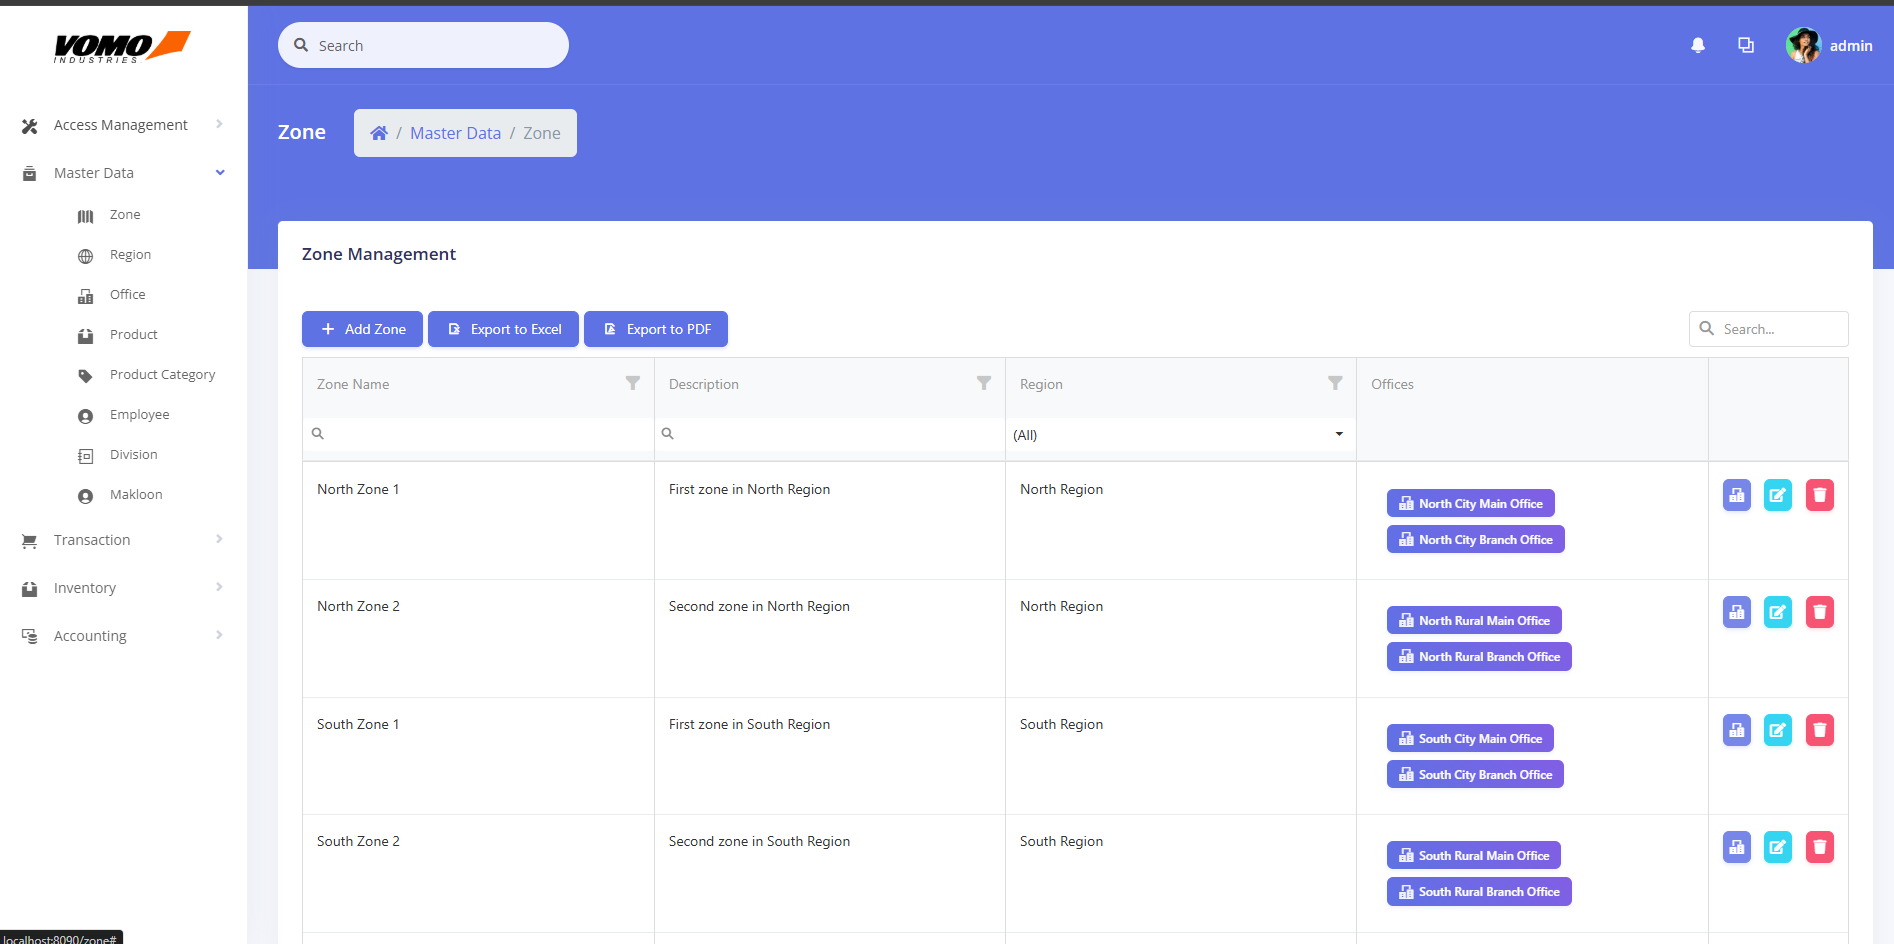 VOMO
INDUSTRIES
Search
admin
Access Management
Master Data
Zone
Region
Office
Product
Product Category
Employee
Division
Makloon
Transaction
Inventory
Accounting
Zone
/ Master Data / Zone
Zone Management
Add Zone
Export to Excel
Export to PDF
Search...
Zone Name
Description
Region
Offices
(All)
North Zone 1
First zone in North Region
North Region
North City Main Office
North City Branch Office
North Zone 2
Second zone in North Region
North Region
North Rural Main Office
North Rural Branch Office
South Zone 1
First zone in South Region
South Region
South City Main Office
South City Branch Office
South Zone 2
Second zone in South Region
South Region
South Rural Main Office
South Rural Branch Office
localhost:8090/zone#